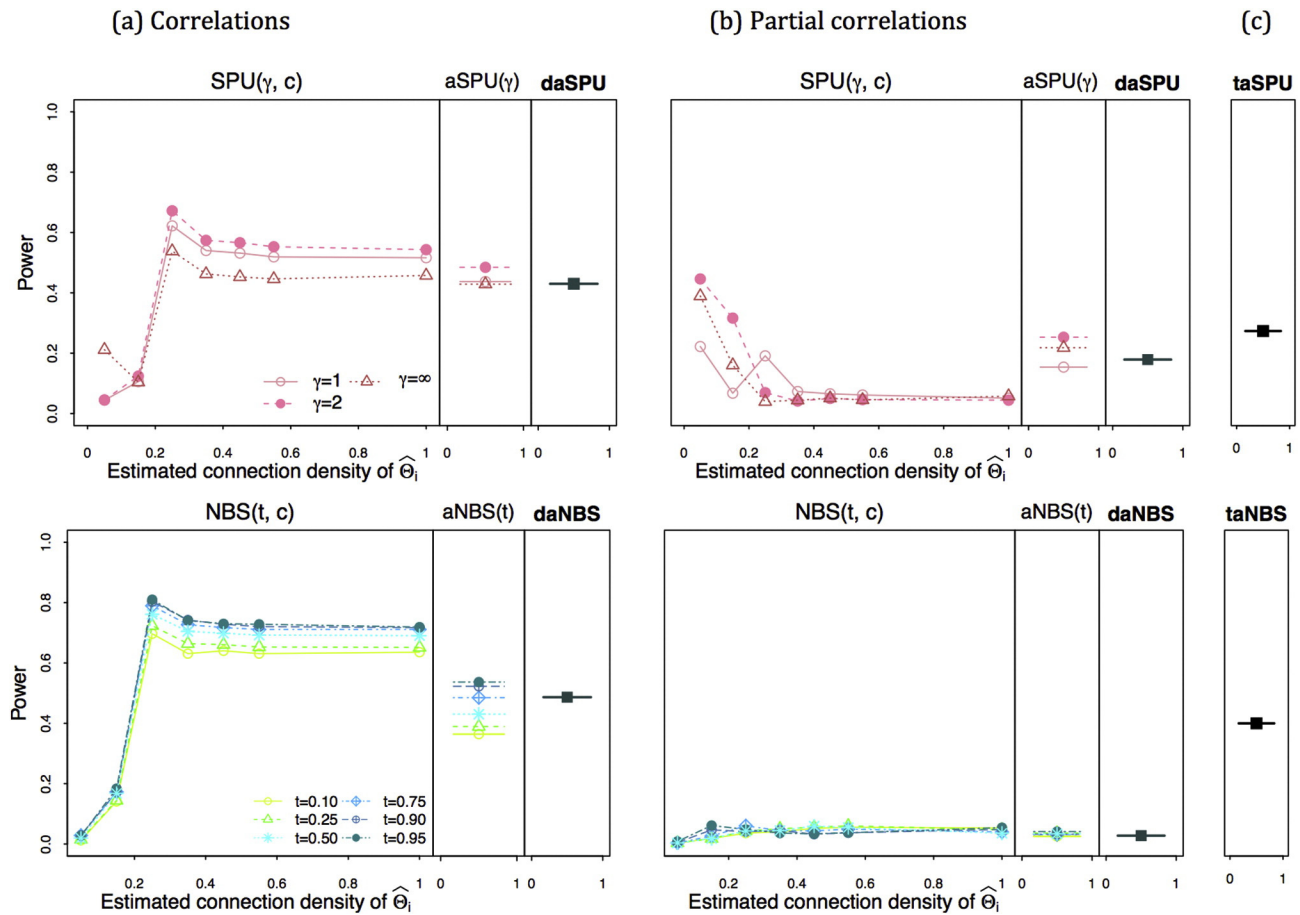 (a) Correlations
(b) Partial correlations
(c)
SPU(γ, c)
aSPU(γ)
daSPU
SPU(γ, c)
aSPU(γ)
daSPU
taSPU
Power
1.0
0.8
0.6
0.4
0.2
0.0
γ=1
γ=∞
γ=2
0 0.2 0.4 0.6 0.8 1
0 1
0 1
0 0.2 0.4 0.6 0.8 1
0 1
0 1
0 1
Estimated connection density of Θ̂i
Estimated connection density of Θ̂i
NBS(t, c)
aNBS(t)
daNBS
NBS(t, c)
aNBS(t)
daNBS
taNBS
Power
1.0
0.8
0.6
0.4
0.2
0.0
t=0.10
t=0.75
t=0.25
t=0.90
t=0.50
t=0.95
0.2 0.4 0.6 0.8 1
0 1
0 1
0 0.2 0.4 0.6 0.8 1
0 1
0 1
0 1
Estimated connection density of Θ̂i
Estimated connection density of Θ̂i